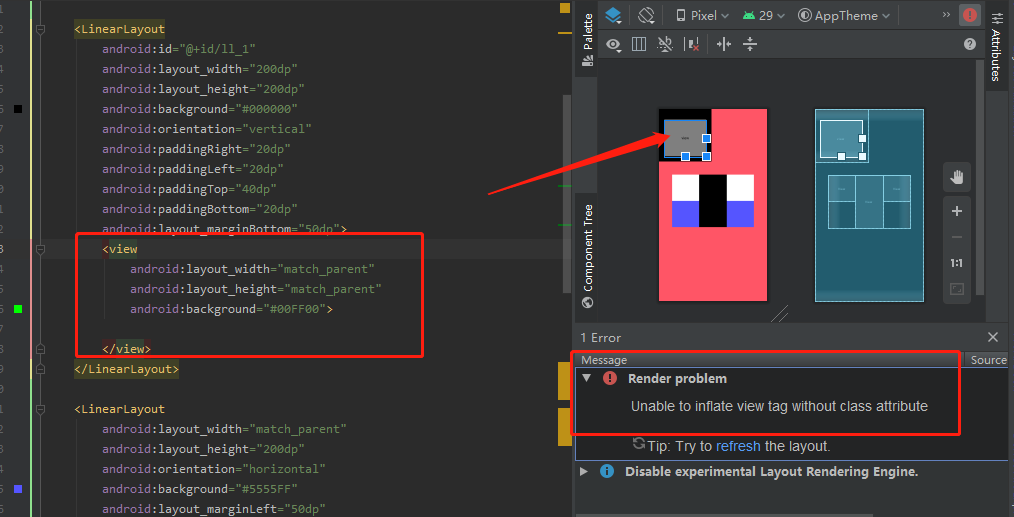 <LinearLayout
android:id="@+id/ll_1"
android:layout_width="200dp"
android:layout_height="200dp"
android:background="#000000"
android:orientation="vertical"
android:paddingRight="20dp"
android:paddingLeft="20dp"
android:paddingTop="40dp"
android:paddingBottom="20dp"
android:layout_marginBottom="50dp">
<view
android:layout_width="match_parent"
android:layout_height="match_parent"
android:background="#00FF00">
</view>
</LinearLayout>
<LinearLayout
android:layout_width="match_parent"
android:layout_height="200dp"
android:orientation="horizontal"
android:background="#5555FF"
android:layout_marginLeft="50dp"
Palette
Pixel
29
AppTheme
Attributes
Component Tree
1:1
1 Error
Message Source
Render problem
Unable to inflate view tag without class attribute
Tip: Try to refresh the layout.
Disable experimental Layout Rendering Engine.